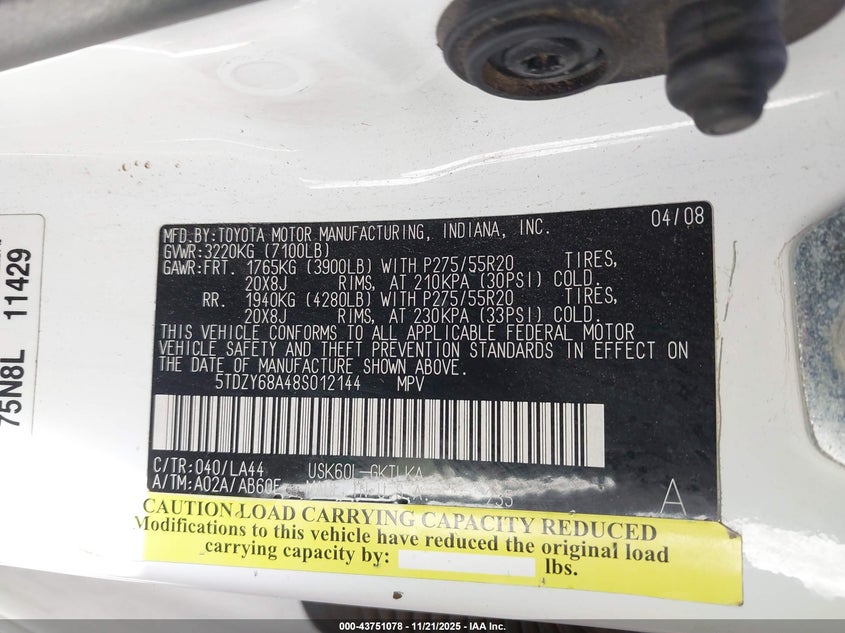 04/08
MFD.BY:TOYOTA MOTOR MANUFACTURING, INDIANA, INC.
GVWR:3220KG (7100LB)
GAWR:FRT. 1765KG (3900LB) WITH P275/55R20 TIRES,
20X8J RIMS, AT 210KPA (30PSI) COLD.
RR. 1940KG (4280LB) WITH P275/55R20 TIRES,
20X8J RIMS, AT 230KPA (33PSI) COLD.
THIS VEHICLE CONFORMS TO ALL APPLICABLE FEDERAL MOTOR
VEHICLE SAFETY AND THEFT PREVENTION STANDARDS IN EFFECT ON
THE DATE OF MANUFACTURE SHOWN ABOVE.
5TDZY68A48S012144 MPV
C/TR:040/LA44 USK60L-GKTLKA
A/TM:A02A/AB60F
A
CAUTION LOAD CARRYING CAPACITY REDUCED
Modifications to this vehicle have reduced the original load
carrying capacity by: lbs.
75N8L 11429
000-43751078 - 11/21/2025 - IAA Inc.